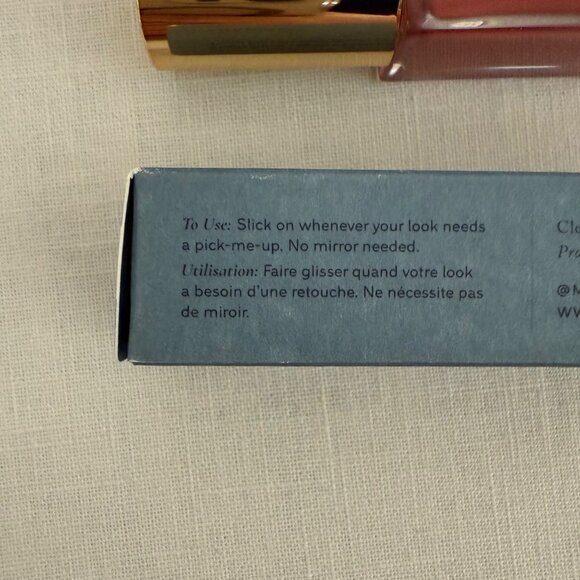 To Use: Slick on whenever your look needs
a pick-me-up. No mirror needed.
Utilisation: Faire glisser quand votre look
a besoin d'une retouche. Ne nécessite pas
de miroir.